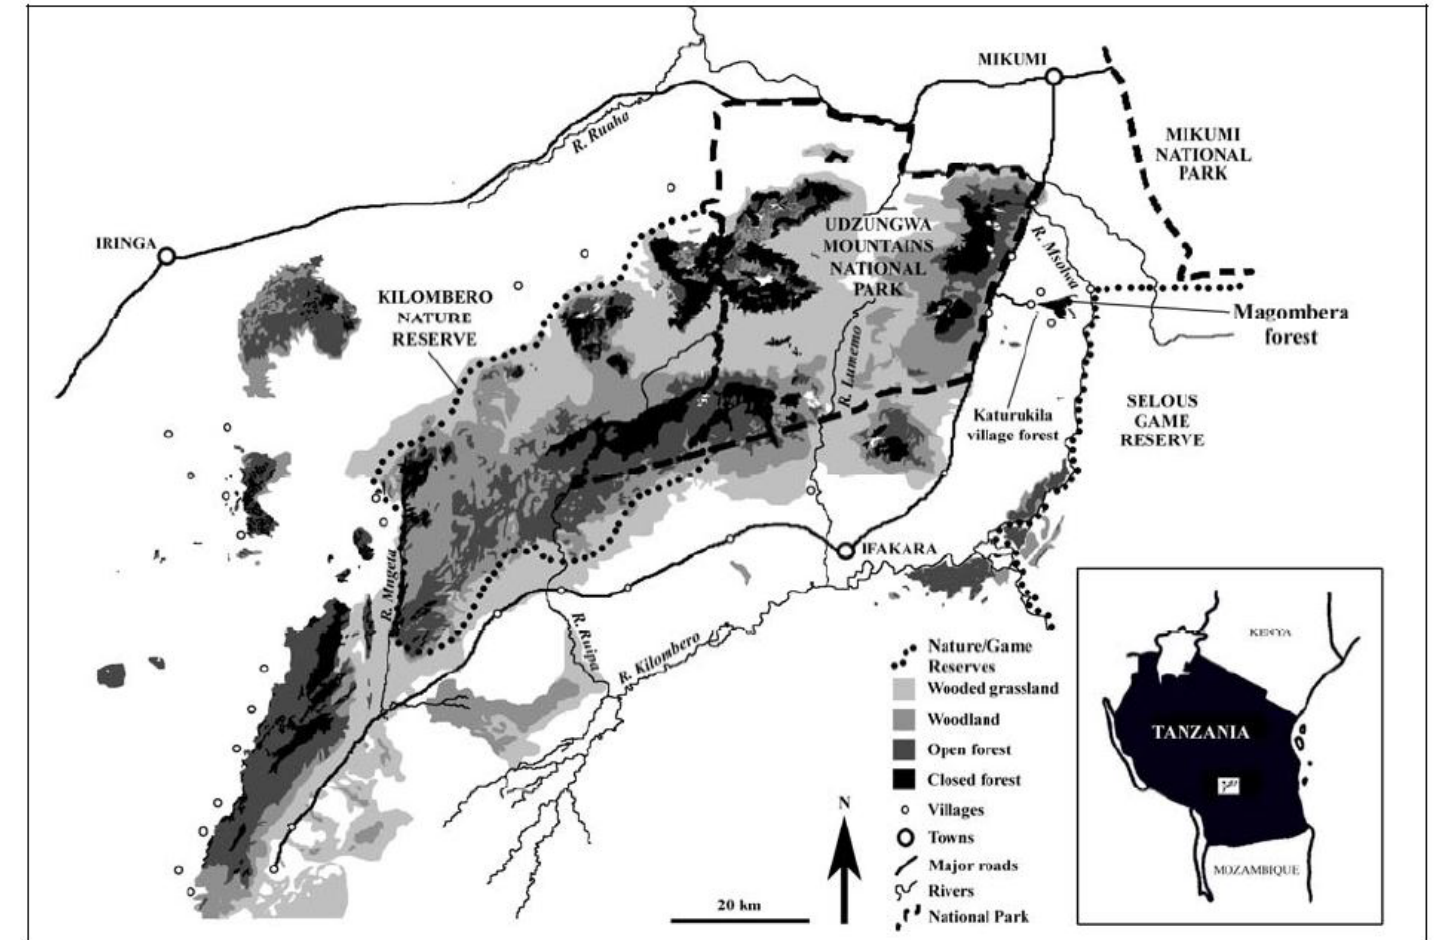 MIKUMI
R. Ruaha
MIKUMI
NATIONAL
PARK
IRINGA
UDZUNGWA
MOUNTAINS
NATIONAL
PARK
R. Msolwa
KILOMBERO
NATURE
RESERVE
Magombera
forest
R. Lumemo
Katurukila
village forest
SELOUS
GAME
RESERVE
IFAKARA
R. Mngeta
R. Ruipa
R. Kilombero
Nature/Game
Reserves
Wooded grassland
Woodland
Open forest
Closed forest
Villages
Towns
Major roads
Rivers
National Park
N
20 km
KENYA
TANZANIA
MOZAMBIQUE